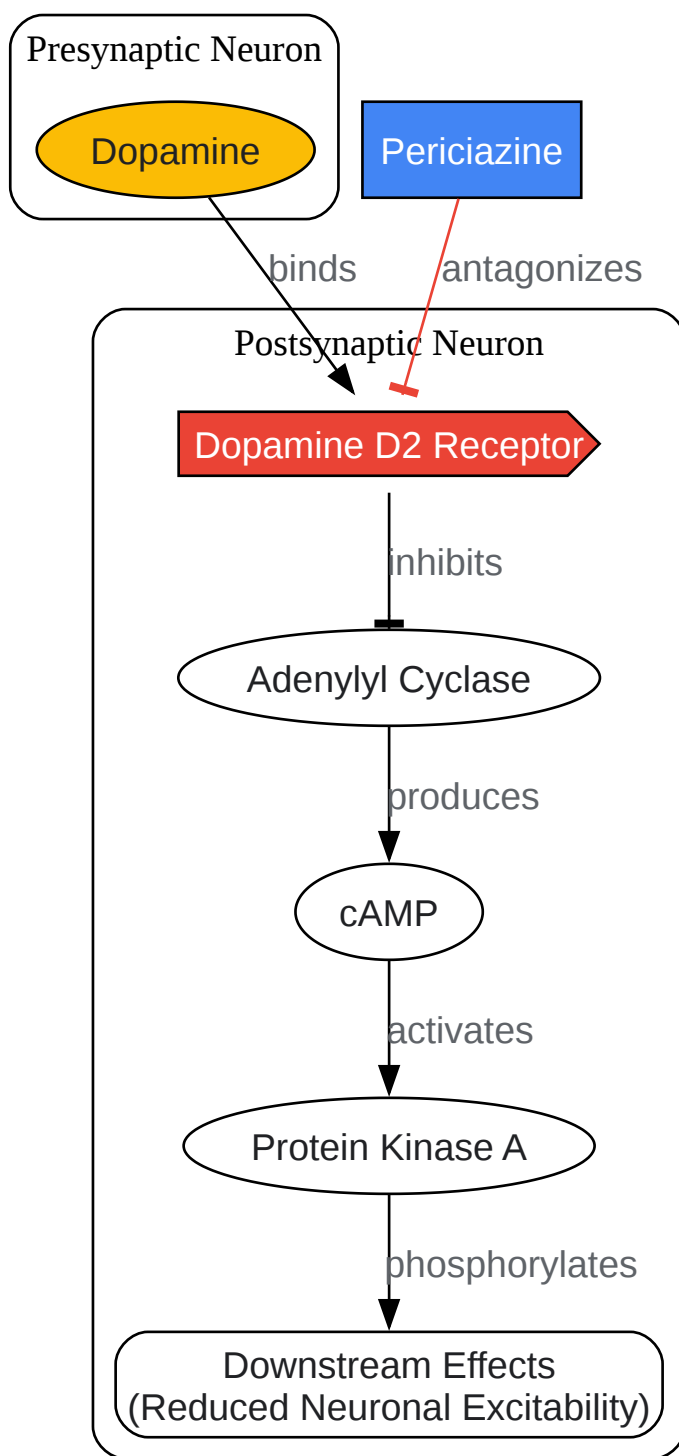 Presynaptic Neuron
Dopamine
Periciazine
binds
antagonizes
Postsynaptic Neuron
Dopamine D2 Receptor
inhibits
Adenylyl Cyclase
produces
cAMP
activates
Protein Kinase A
phosphorylates
Downstream Effects
(Reduced Neuronal Excitability)